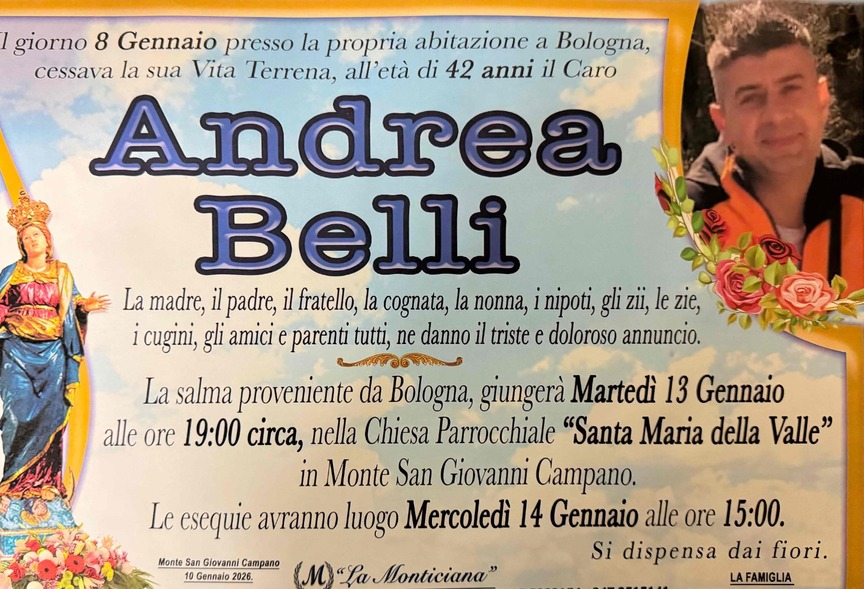 Il giorno 8 Gennaio presso la propria abitazione a Bologna,
cessava la sua Vita Terrena, all'età di 42 anni il Caro
Andrea
Belli
La madre, il padre, il fratello, la cognata, la nonna, i nipoti, gli zii, le zie,
i cugini, gli amici e parenti tutti, ne danno il triste e doloroso annuncio.
La salma proveniente da Bologna, giungerà Martedì 13 Gennaio
alle ore 19:00 circa, nella Chiesa Parrocchiale “Santa Maria della Valle”
in Monte San Giovanni Campano.
Le esequie avranno luogo Mercoledì 14 Gennaio alle ore 15:00.
Si dispensa dai fiori.
Monte San Giovanni Campano
10 Gennaio 2026.
M “La Monticiana”
LA FAMIGLIA